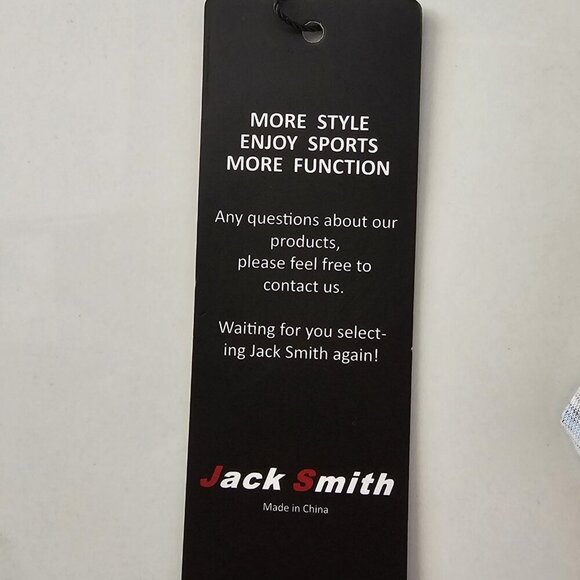 MORE STYLE
ENJOY SPORTS
MORE FUNCTION
Any questions about our
products,
please feel free to
contact us.
Waiting for you select-
ing Jack Smith again!
Jack Smith
Made in China